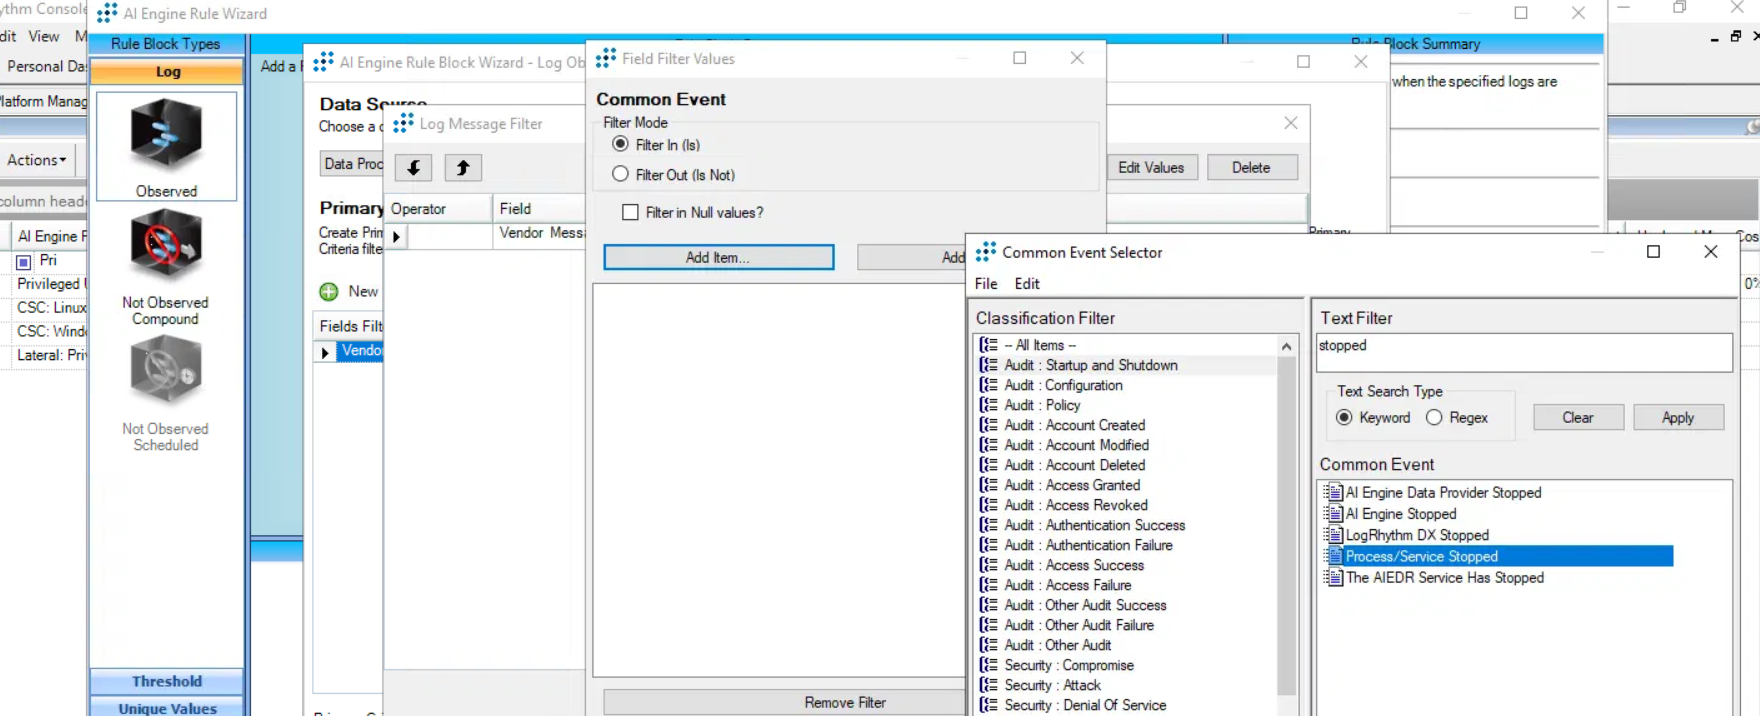 ythm Console
dit View M
Personal Das
Platform Manag
Actions
column heade
AI Engine R
Pri
Privileged U
CSC: Linux
CSC: Windo
Lateral: Priv
AI Engine Rule Wizard
Rule Block Types
Log
Observed
Not Observed
Compound
Not Observed
Scheduled
Threshold
Unique Values
Add a R
Rule Block Summary
when the specified logs are
AI Engine Rule Block Wizard - Log Ob
Data Source
Choose a d
Data Proc
Primary
Create Prim
Criteria filte
New
Fields Filt
Vendo
Primary
Log Message Filter
Edit Values
Delete
Operator
Field
Vendor Messa
Field Filter Values
Common Event
Filter Mode
Filter In (Is)
Filter Out (Is Not)
Filter in Null values?
Add Item...
Add
Remove Filter
Common Event Selector
File Edit
Classification Filter
-- All Items --
Audit : Startup and Shutdown
Audit : Configuration
Audit : Policy
Audit : Account Created
Audit : Account Modified
Audit : Account Deleted
Audit : Access Granted
Audit : Access Revoked
Audit : Authentication Success
Audit : Authentication Failure
Audit : Access Success
Audit : Access Failure
Audit : Other Audit Success
Audit : Other Audit Failure
Audit : Other Audit
Security : Compromise
Security : Attack
Security : Denial Of Service
Text Filter
stopped
Text Search Type
Keyword
Regex
Clear
Apply
Common Event
AI Engine Data Provider Stopped
AI Engine Stopped
LogRhythm DX Stopped
Process/Service Stopped
The AIEDR Service Has Stopped